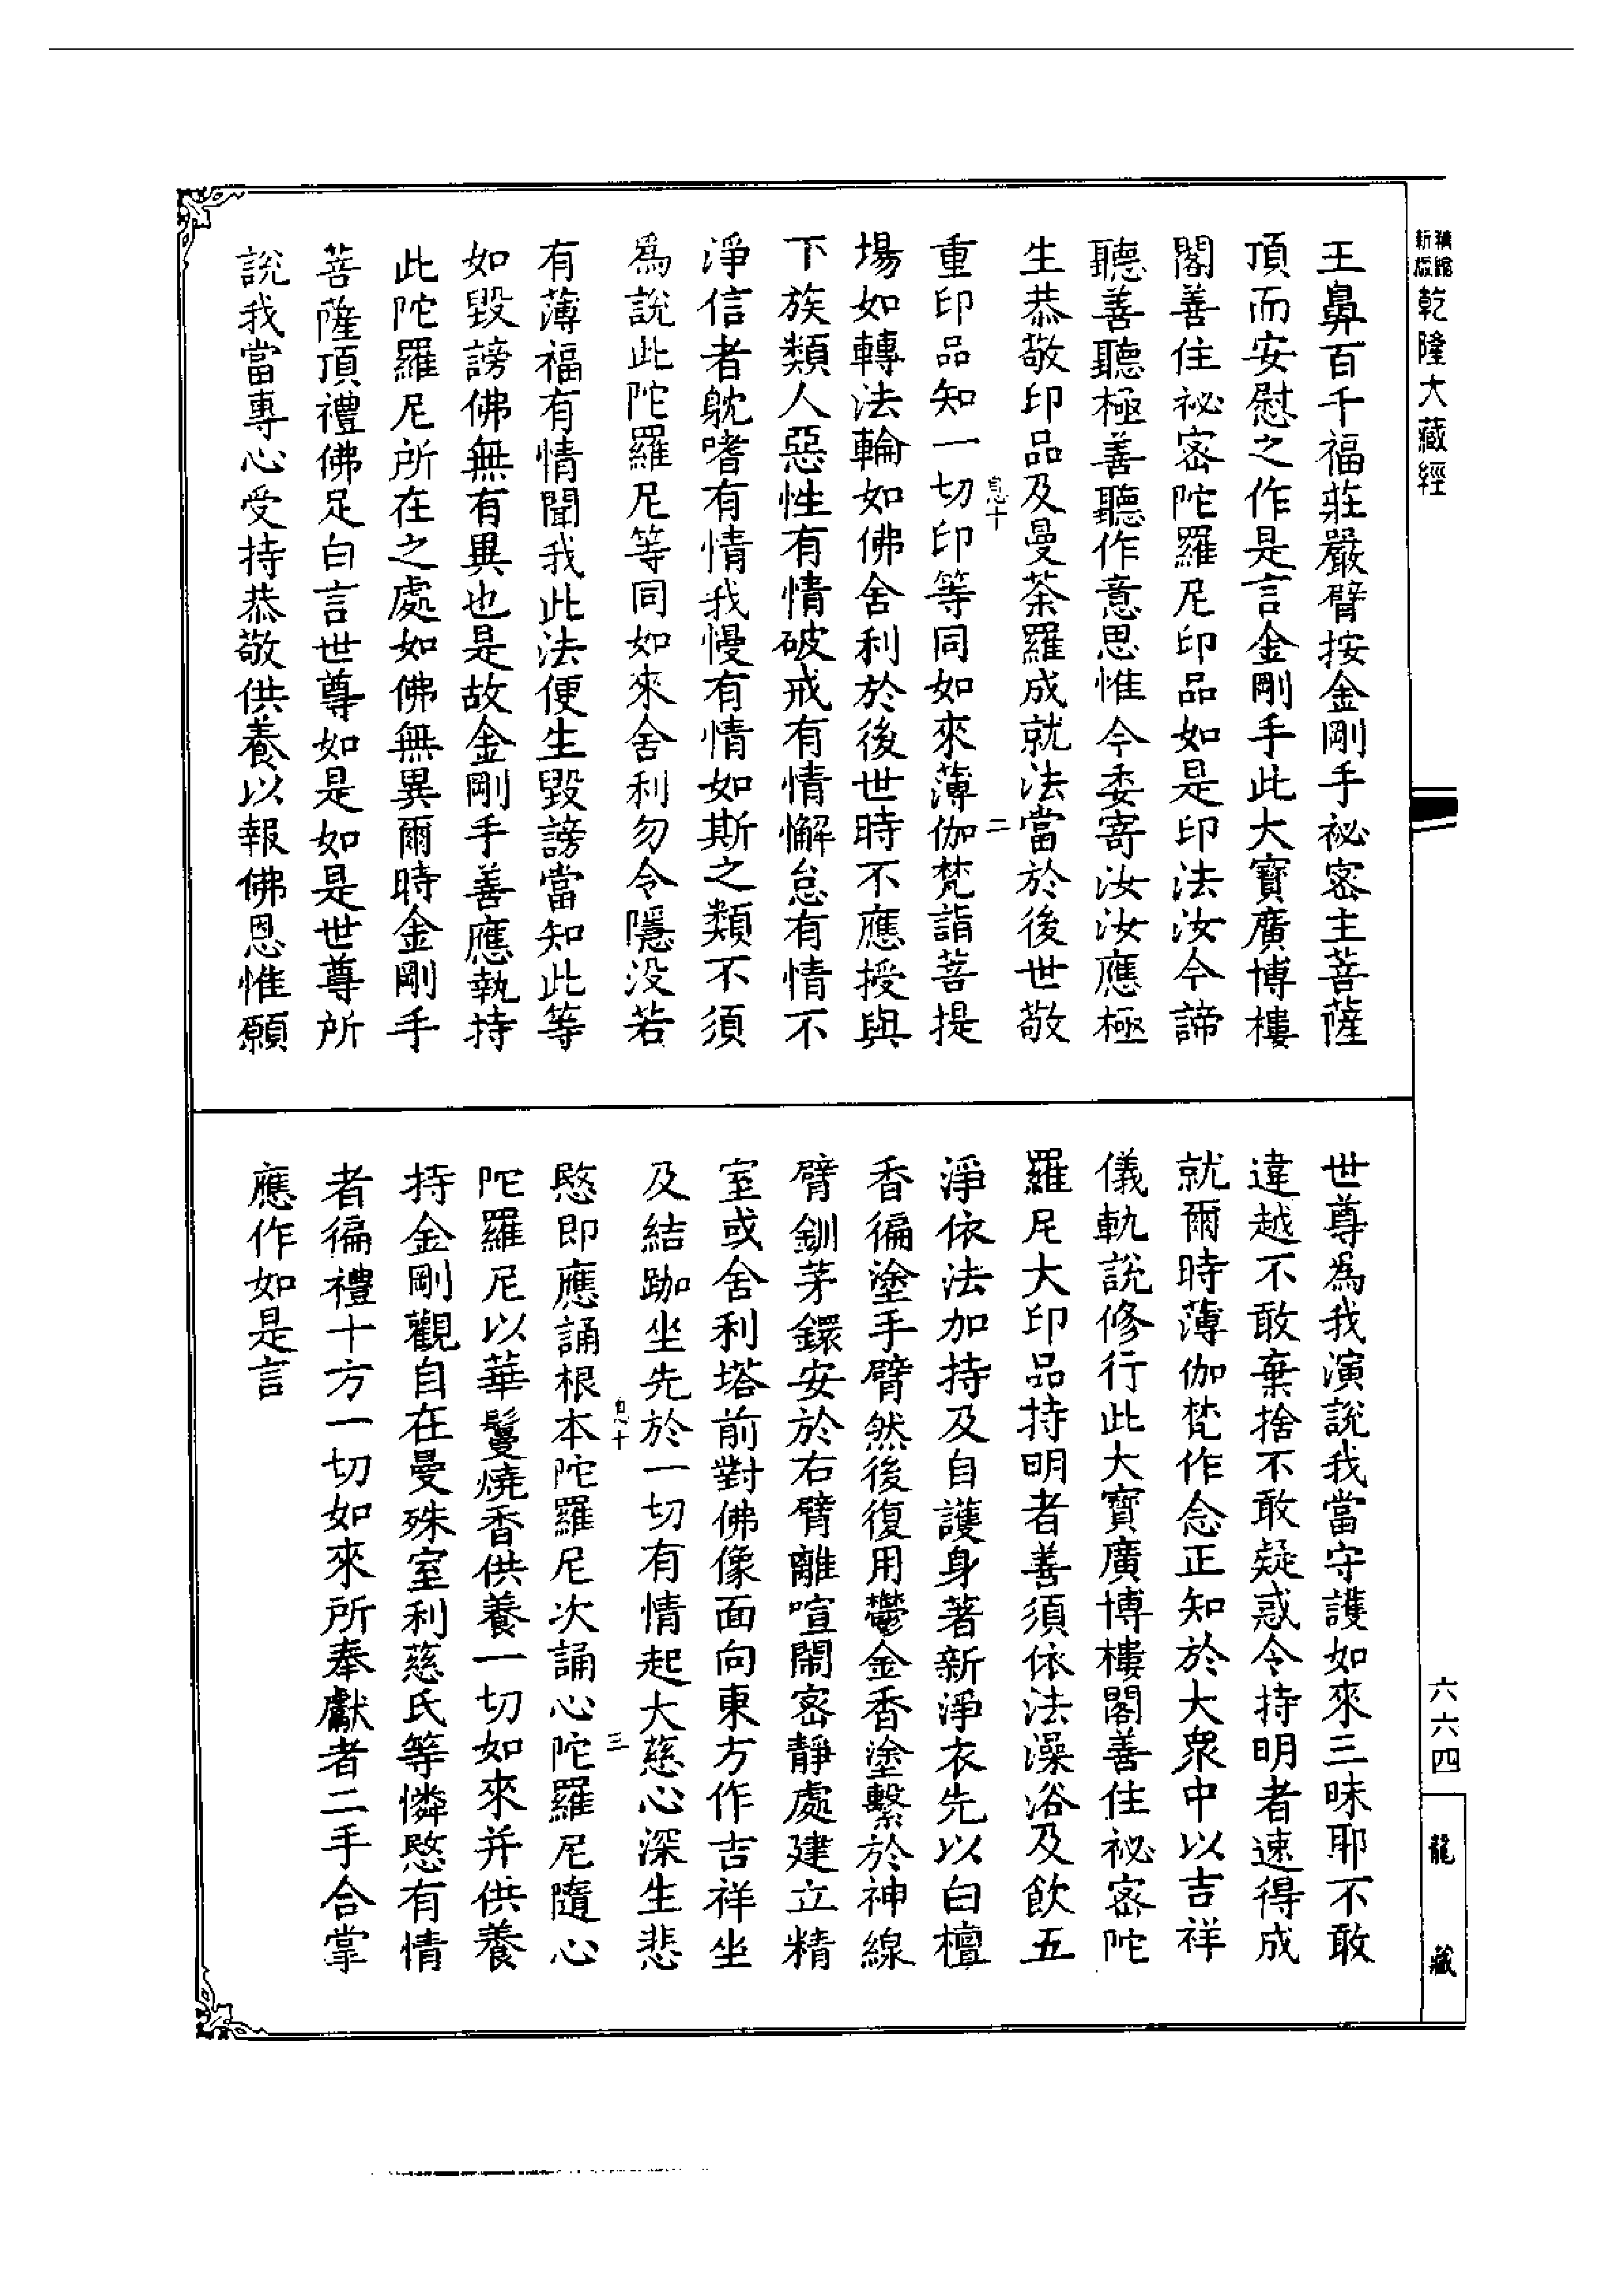 新編
縮版
乾隆大藏經
王鼻百千福莊嚴臂按金剛手祕密主菩薩
頂而安慰之作是言金剛手此大寶廣博樓
閣善住祕密陀羅尼印品如是印法汝今諦
聽善聽極善聽作意思惟今委寄汝汝應極
生恭敬印品及曼荼羅成就法當於後世敬
息十
二
重印品知一切印等同如來薄伽梵詣菩提
場如轉法輪如佛舍利於後世時不應授與
下族類人惡性有情破戒有情懈怠有情不
淨信者躭嗜有情我慢有情如斯之類不須
爲說此陀羅尼等同如來舍利勿令隱没若
有薄福有情聞我此法便生毀謗當知此等
如毀謗佛無有異也是故金剛手善應執持
此陀羅尼所在之處如佛無異爾時金剛手
菩薩頂禮佛足白言世尊如是如是世尊所
說我當專心受持恭敬供養以報佛恩惟願
世尊爲我演說我當守護如來三昧耶不敢
違越不敢棄捨不敢疑惑令持明者速得成
就爾時薄伽梵作念正知於大衆中以吉祥
儀軌說修行此大寶廣博樓閣善住祕密陀
羅尼大印品持明者善須依法澡浴及飲五
淨依法加持及自護身著新淨衣先以白檀
香徧塗手臂然後復用鬱金香塗繫於神線
臂釧茅鐶安於右臂離喧閙密靜處建立精
室或舍利塔前對佛像面向東方作吉祥坐
及結跏坐先於一切有情起大慈心深生悲
息十
三
愍即應誦根本陀羅尼次誦心陀羅尼隨心
陀羅尼以華鬘燒香供養一切如來并供養
持金剛觀自在曼殊室利慈氏等憐愍有情
者徧禮十方一切如來所奉獻者二手合掌
應作如是言
六六四
龍藏